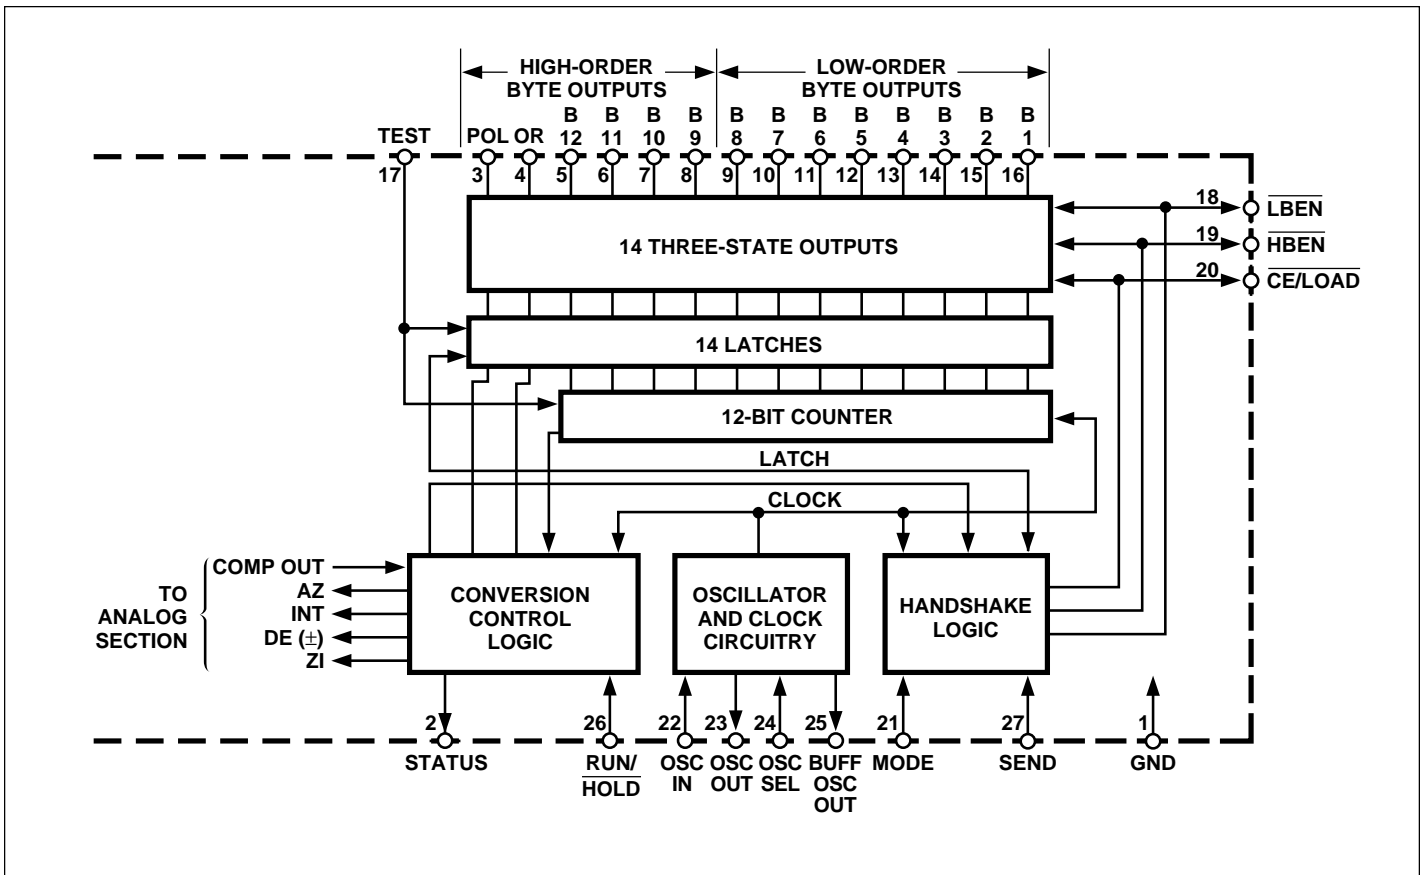 HIGH-ORDER
BYTE OUTPUTS
LOW-ORDER
BYTE OUTPUTS
TEST
POL OR
B B B B B B B B B B B B
12 11 10 9 8 7 6 5 4 3 2 1
17 3 4 5 6 7 8 9 10 11 12 13 14 15 16
14 THREE-STATE OUTPUTS
18 LBEN
19 HBEN
20 CE/LOAD
14 LATCHES
12-BIT COUNTER
LATCH
CLOCK
TO
ANALOG
SECTION
COMP OUT
AZ
INT
DE (±)
ZI
CONVERSION
CONTROL
LOGIC
OSCILLATOR
AND CLOCK
CIRCUITRY
HANDSHAKE
LOGIC
2 26 22 23 24 25 21 27 1
STATUS
RUN/
HOLD
OSC
IN
OSC
OUT
OSC
SEL
BUFF
OSC
OUT
MODE
SEND
GND